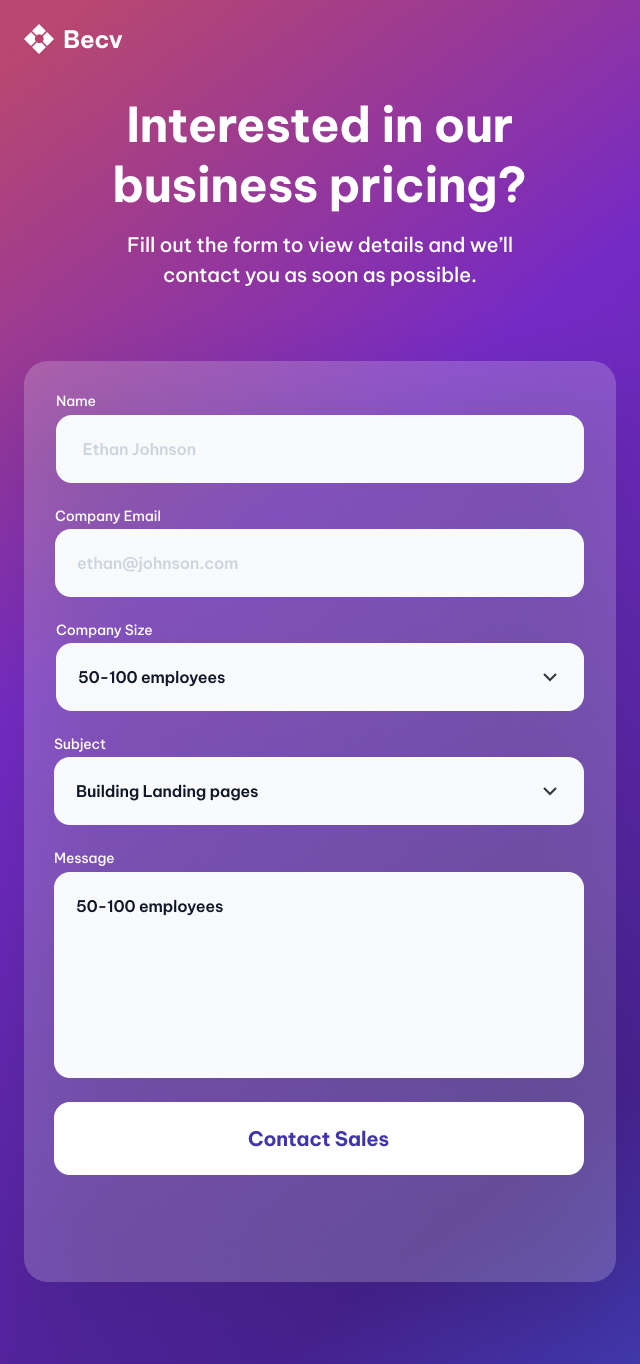 Becv
Interested in our
business pricing?
Fill out the form to view details and we’ll
contact you as soon as possible.
Name
Ethan Johnson
Company Email
ethan@johnson.com
Company Size
50-100 employees
Subject
Building Landing pages
Message
50-100 employees
Contact Sales